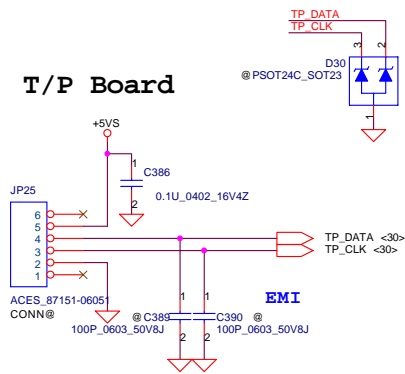 TP_DATA
TP_CLK
3
2
D30
@PSOT24C_SOT23
1
T/P Board
+5VS
1
C386
2
0.1U_0402_16V4Z
JP25
6
5
4
3
2
1
TP_DATA <30>
TP_CLK <30>
ACES_87151-06051
CONN@
1
1
EMI
@ C389
C390 @
100P_0603_50V8J
100P_0603_50V8J
2
2